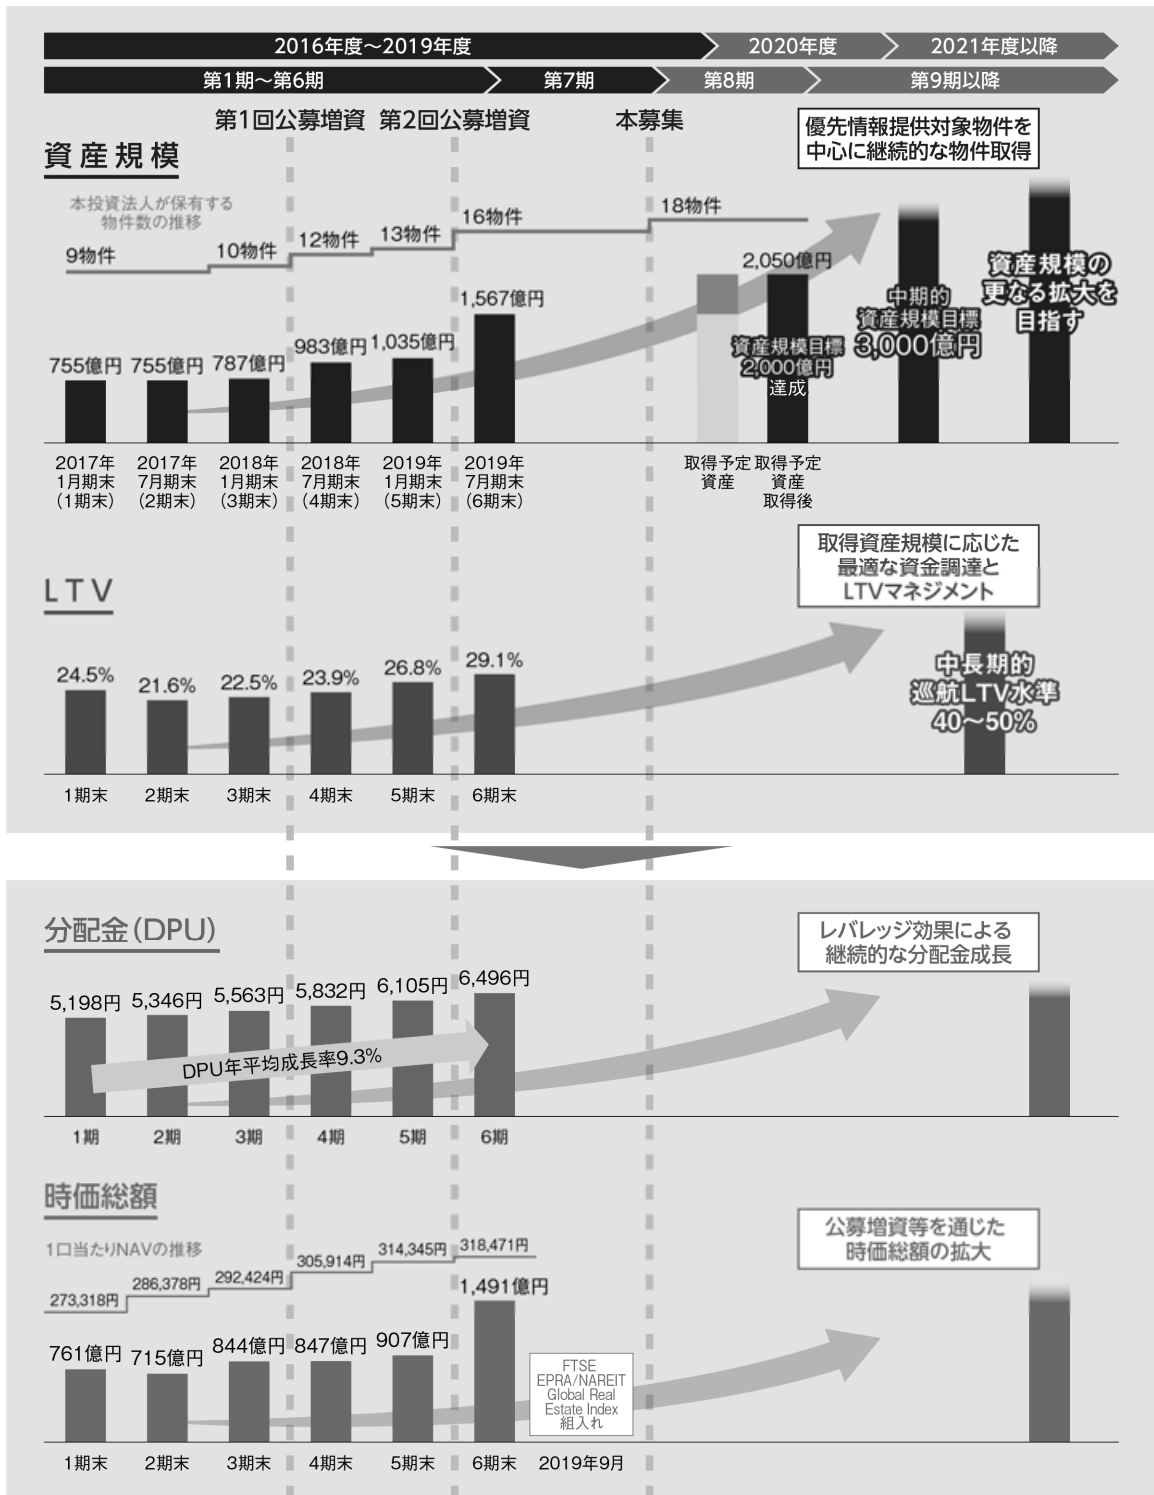 2016年度～2019年度
2020年度
2021年度以降
第1期～第6期
第7期
第8期
第9期以降
第1回公募増資
第2回公募増資
本募集
優先情報提供対象物件を
中心に継続的な物件取得
資産規模
本投資法人が保有する
物件数の推移
9物件
10物件
12物件
13物件
16物件
18物件
755億円
755億円
787億円
983億円
1,035億円
1,567億円
2,050億円
資産規模目標
2,000億円
達成
中期的
資産規模目標
3,000億円
資産規模の
更なる拡大を
目指す
2017年
1月期末
（1期末）
2017年
7月期末
（2期末）
2018年
1月期末
（3期末）
2018年
7月期末
（4期末）
2019年
1月期末
（5期末）
2019年
7月期末
（6期末）
取得予定
資産
取得予定
資産
取得後
取得資産規模に応じた
最適な資金調達と
LTVマネジメント
LTV
24.5%
21.6%
22.5%
23.9%
26.8%
29.1%
中長期的
巡航LTV水準
40～50%
1期末
2期末
3期末
4期末
5期末
6期末
分配金（DPU）
レバレッジ効果による
継続的な分配金成長
5,198円
5,346円
5,563円
5,832円
6,105円
6,496円
DPU年平均成長率9.3%
1期
2期
3期
4期
5期
6期
時価総額
公募増資等を通じた
時価総額の拡大
1口当たりNAVの推移
273,318円
286,378円
292,424円
305,914円
314,345円
318,471円
761億円
715億円
844億円
847億円
907億円
1,491億円
FTSE
EPRA/NAREIT
Global Real
Estate Index
組入れ
1期末
2期末
3期末
4期末
5期末
6期末
2019年9月